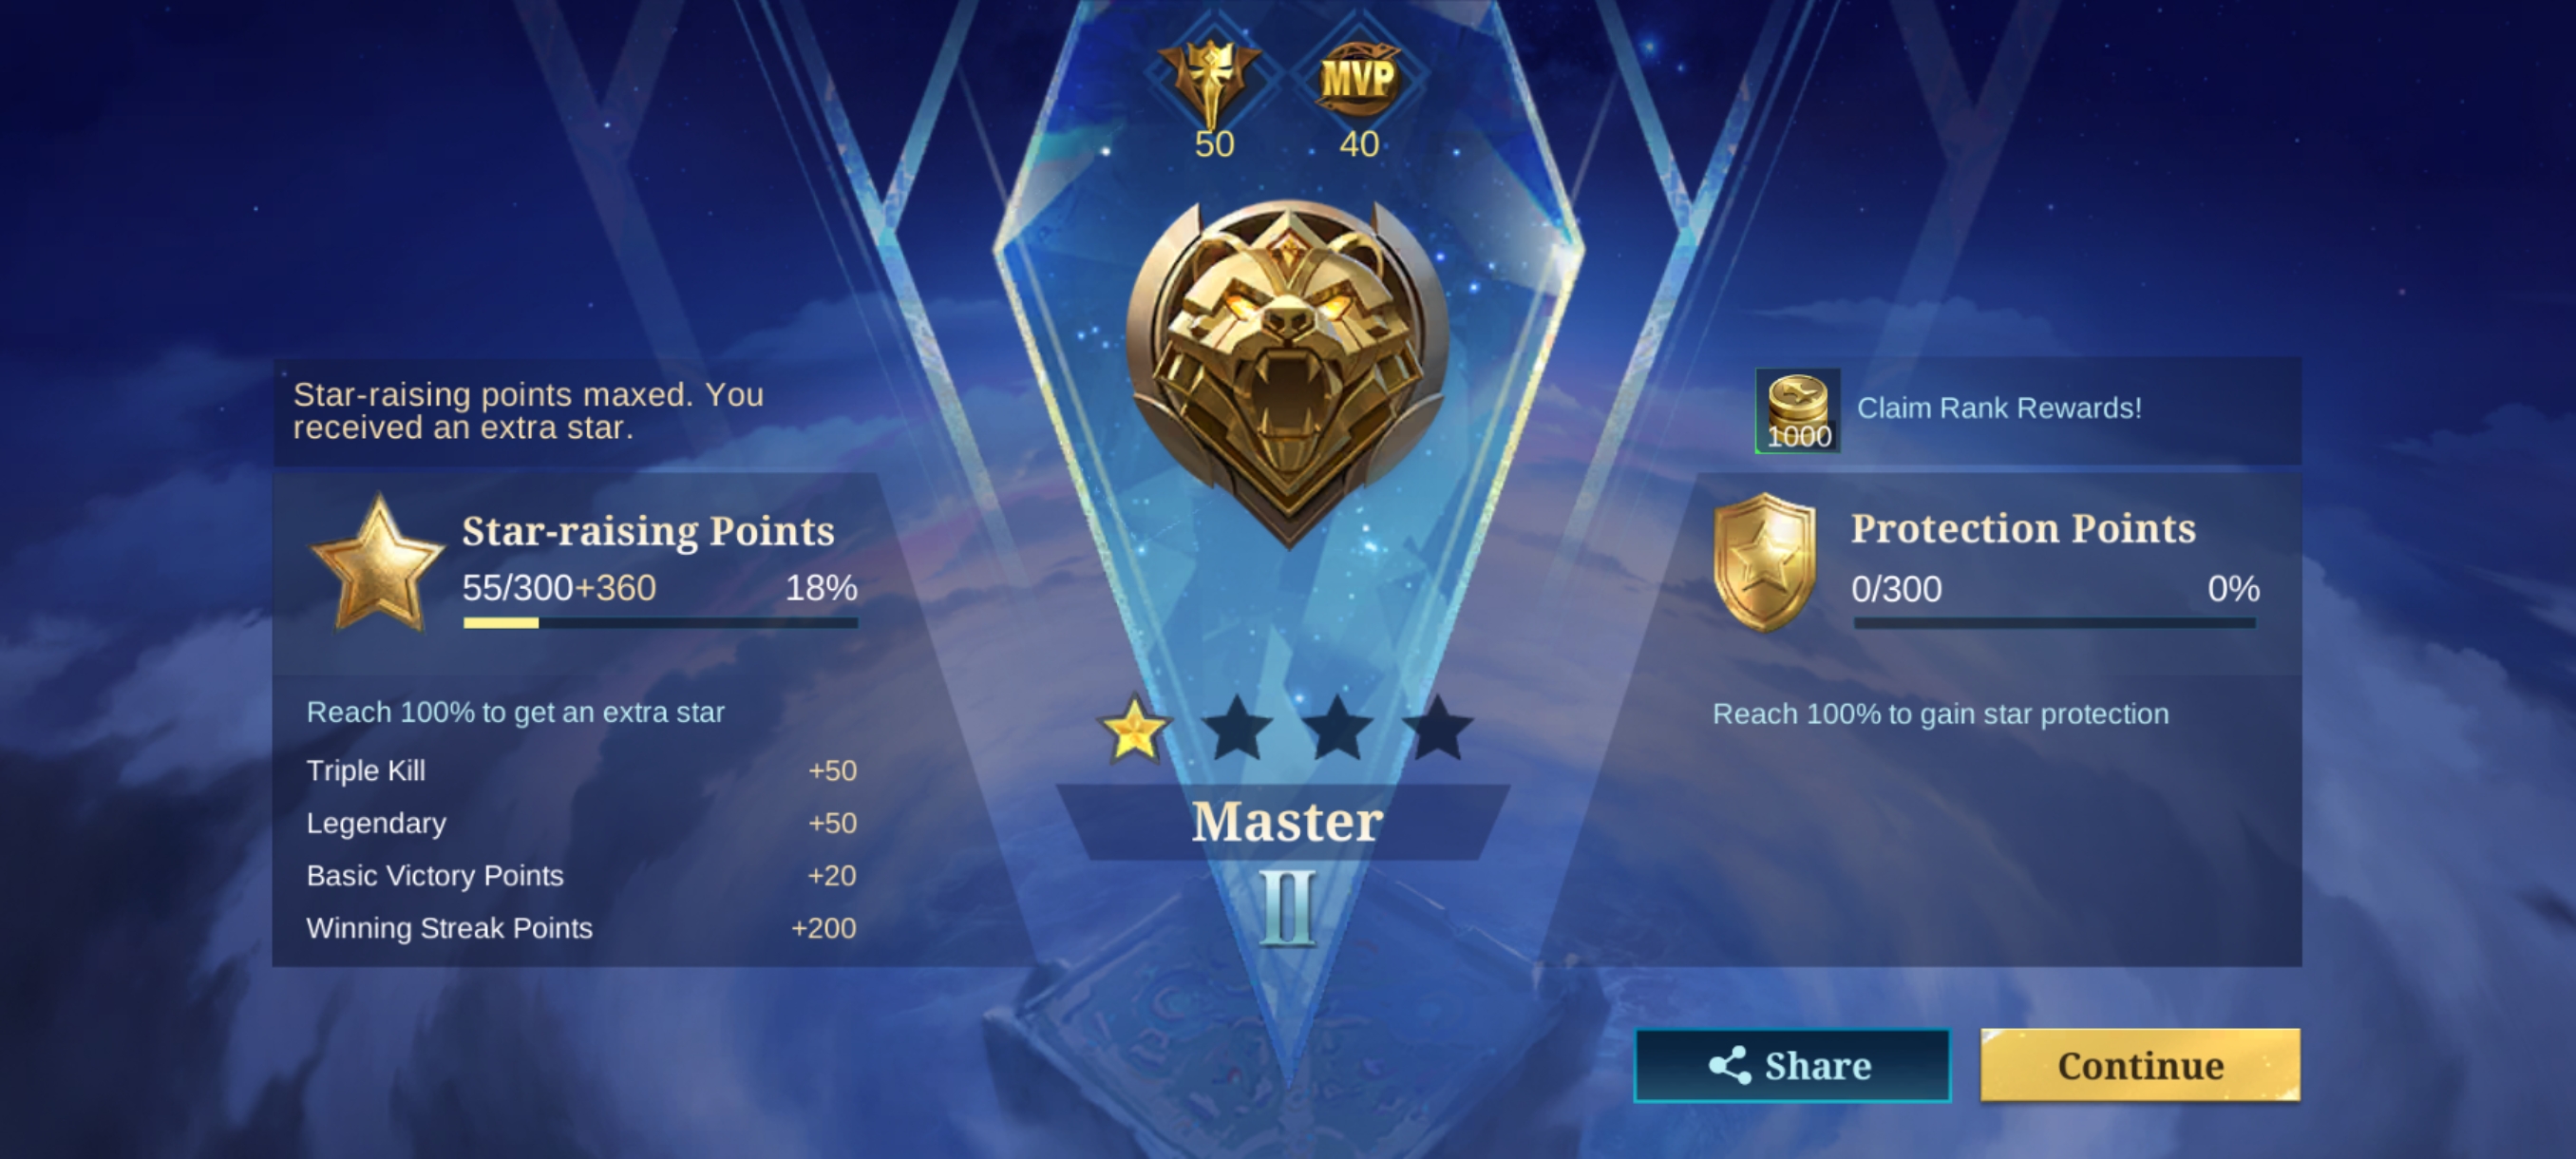 50
MVP
40
Star-raising points maxed. You
received an extra star.
Star-raising Points
55/300+360
18%
Reach 100% to get an extra star
Triple Kill +50
Legendary +50
Basic Victory Points +20
Winning Streak Points +200
Master
II
1000
Claim Rank Rewards!
Protection Points
0/300
0%
Reach 100% to gain star protection
Share
Continue